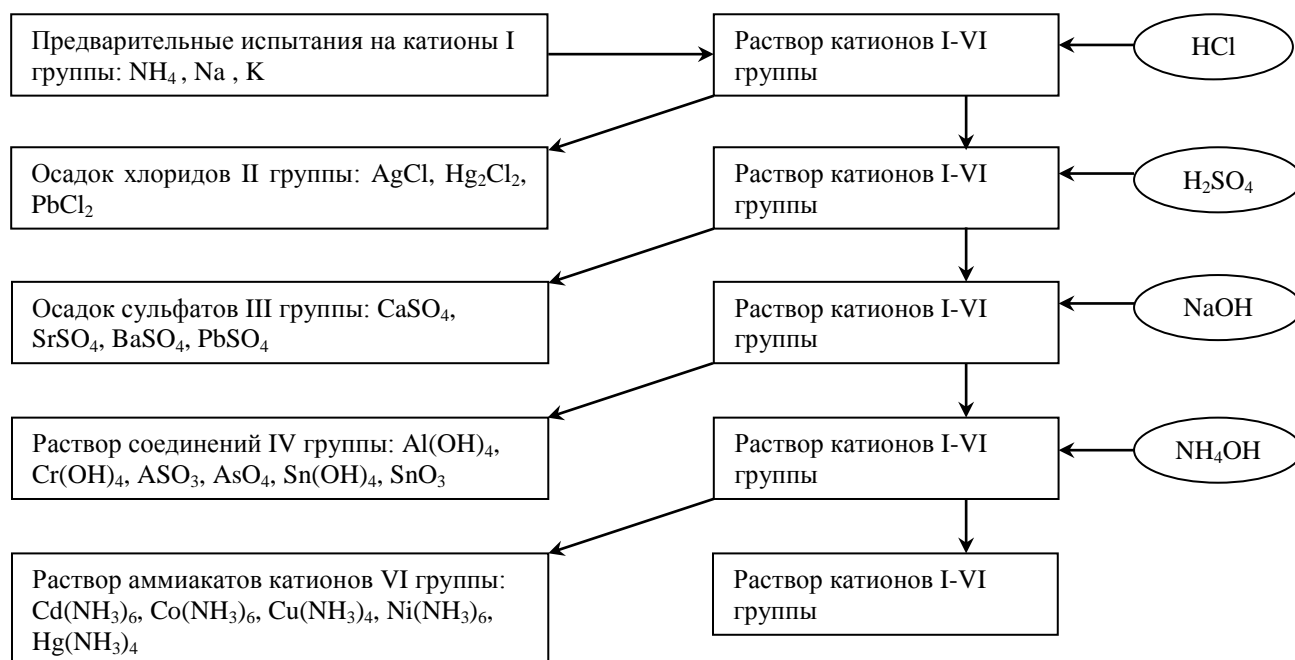 Предварительные испытания на катионы I
группы: NH₄ , Na , K
Раствор катионов I-VI
группы
HCl
Осадок хлоридов II группы: AgCl, Hg₂Cl₂,
PbCl₂
Раствор катионов I-VI
группы
H₂SO₄
Осадок сульфатов III группы: CaSO₄,
SrSO₄, BaSO₄, PbSO₄
Раствор катионов I-VI
группы
NaOH
Раствор соединений IV группы: Al(OH)₄,
Cr(OH)₄, ASO₃, AsO₄, Sn(OH)₄, SnO₃
Раствор катионов I-VI
группы
NH₄OH
Раствор аммиакатов катионов VI группы:
Cd(NH₃)₆, Co(NH₃)₆, Cu(NH₃)₄, Ni(NH₃)₆,
Hg(NH₃)₄
Раствор катионов I-VI
группы